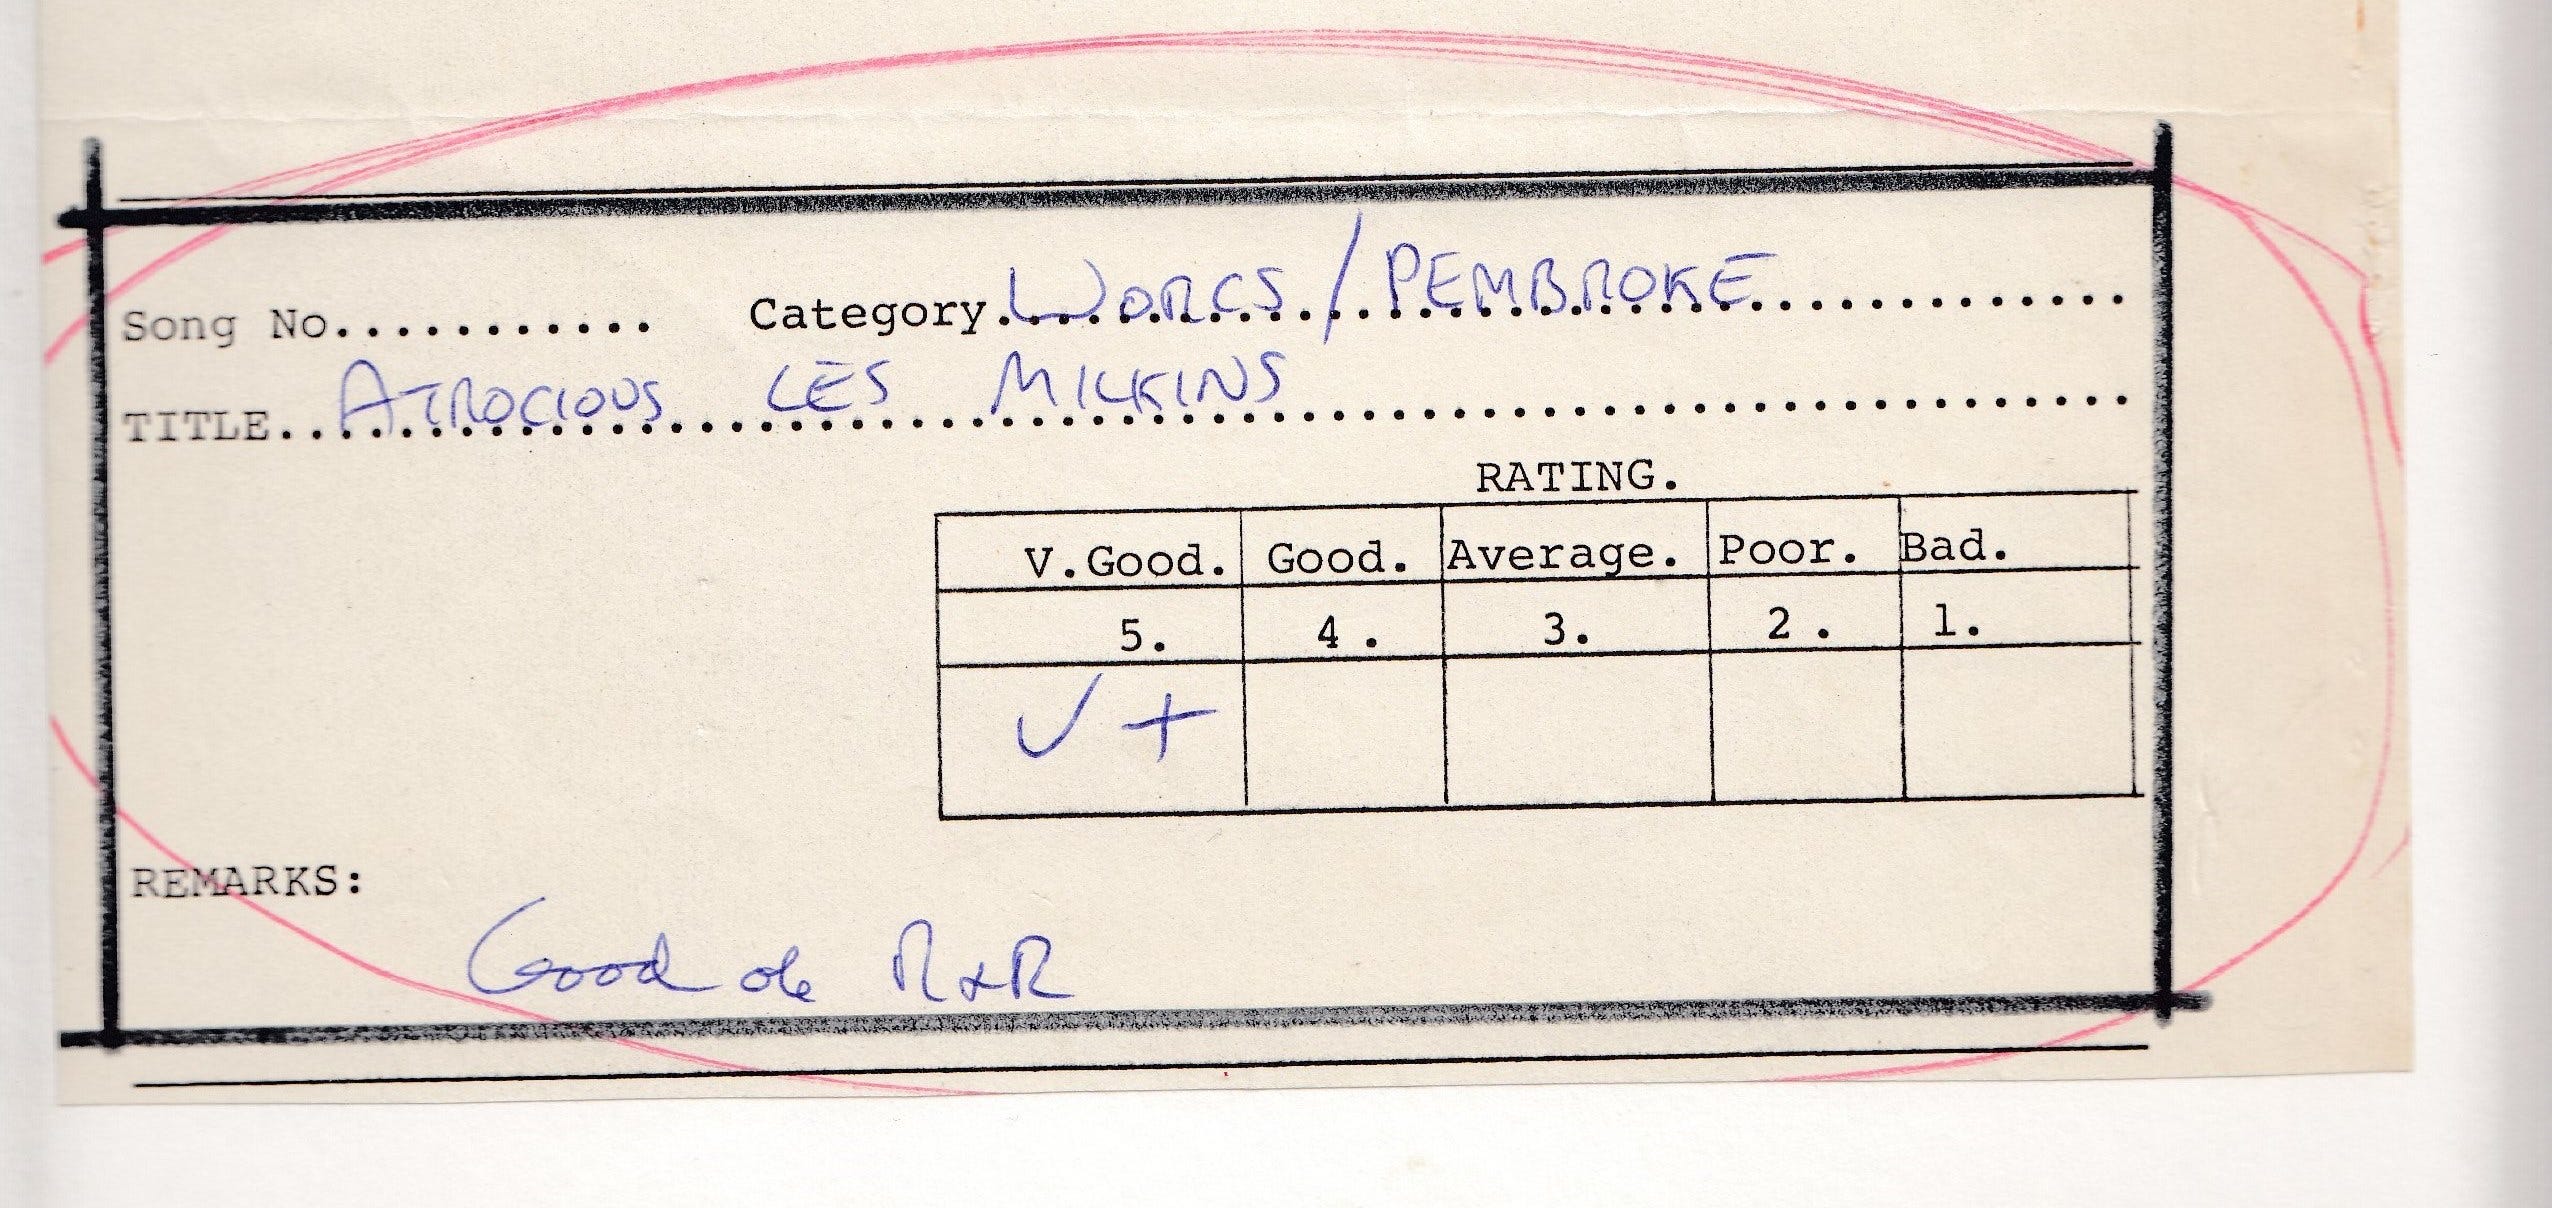 Song No........... Category.WORCS / PEMBROKE..............
TITLE..ATROCIOUS LES MILKINS..............................
RATING.
V.Good. Good. Average. Poor. Bad.
5. 4. 3. 2. 1.
✓ +
REMARKS:
Good ole R&R